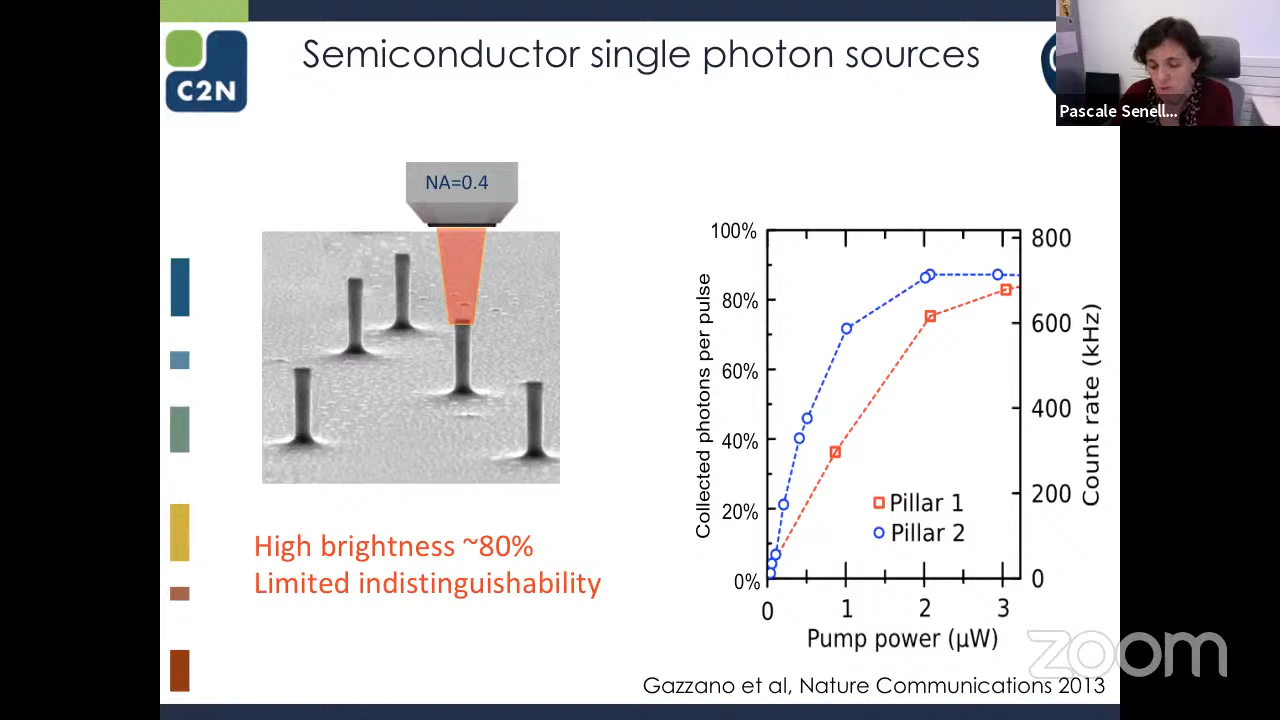 Semiconductor single photon sources
C2N
Pascale Senell...
NA=0.4
100%
80%
60%
40%
20%
0%
Collected photons per pulse
800
600
400
200
0
Count rate (kHz)
Pillar 1
Pillar 2
0 1 2 3
Pump power (µW)
High brightness ~80%
Limited indistinguishability
zoom
Gazzano et al, Nature Communications 2013